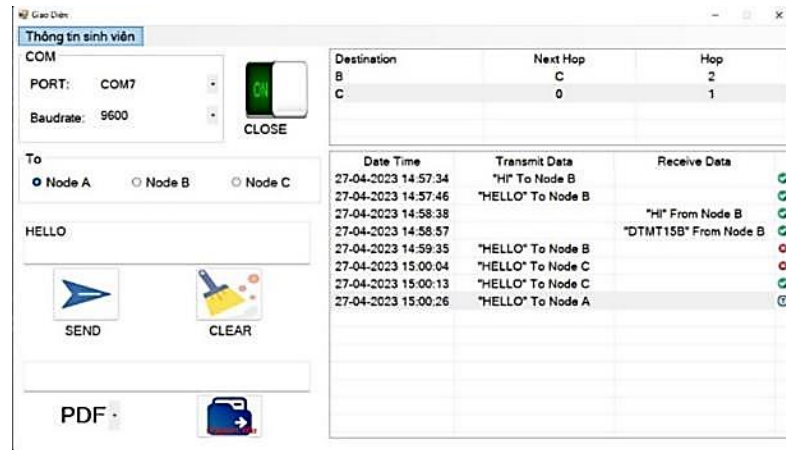 Giao Diện
Thông tin sinh viên
COM
PORT: COM7
Baudrate: 9600
ON
CLOSE
To
Node A Node B Node C
HELLO
SEND CLEAR
PDF
Destination Next Hop Hop
B C 2
C 0 1
Date Time Transmit Data Receive Data
27-04-2023 14:57:34 "HI" To Node B
27-04-2023 14:57:46 "HELLO" To Node B
27-04-2023 14:58:38 "HI" From Node B
27-04-2023 14:58:57 "DTMT15B" From Node B
27-04-2023 14:59:35 "HELLO" To Node B
27-04-2023 15:00:04 "HELLO" To Node C
27-04-2023 15:00:13 "HELLO" To Node C
27-04-2023 15:00:26 "HELLO" To Node A